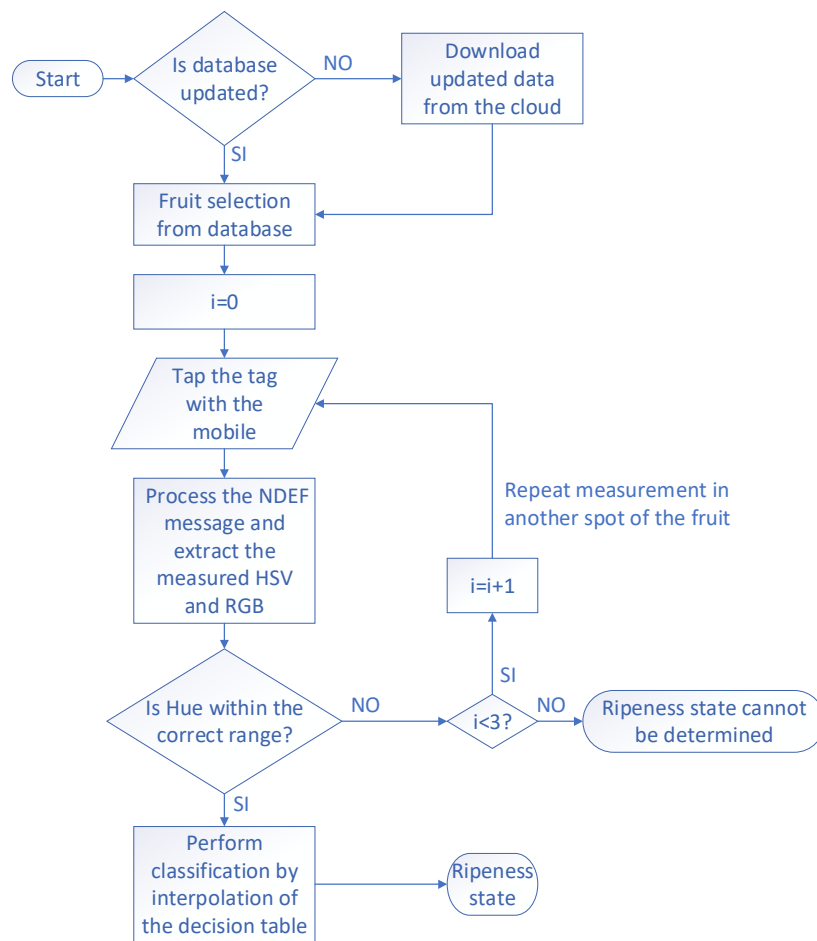 Start
Is database
updated?
NO
Download
updated data
from the cloud
SI
Fruit selection
from database
i=0
Tap the tag
with the
mobile
Process the NDEF
message and
extract the
measured HSV
and RGB
Repeat measurement in
another spot of the fruit
i=i+1
SI
Is Hue within the
correct range?
NO
i<3?
NO
Ripeness state cannot
be determined
SI
Perform
classification by
interpolation of
the decision table
Ripeness
state